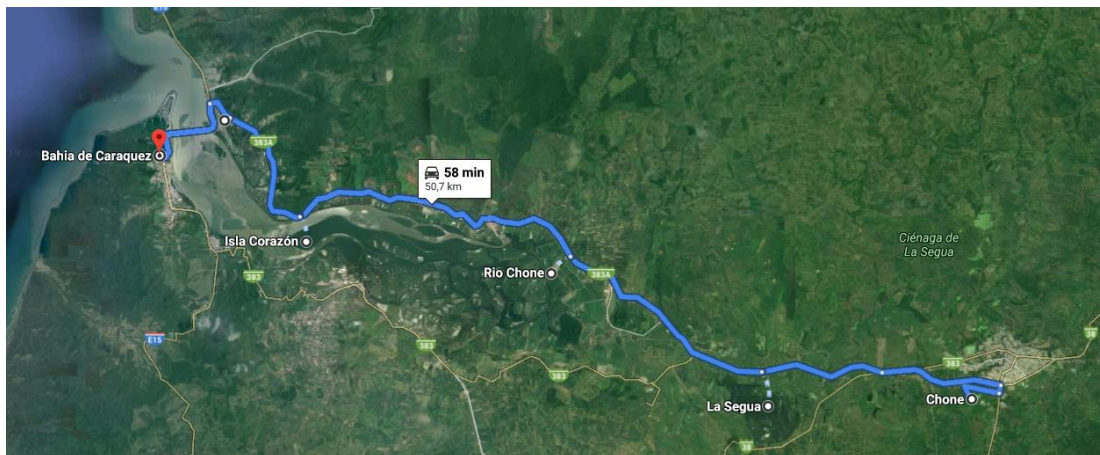 E15
Bahia de Caraquez
383A
58 min
50,7 km
Isla Corazón
383
Rio Chone
383A
Ciénaga de
La Segua
E15
383
383
383
38
La Segua
Chone
38